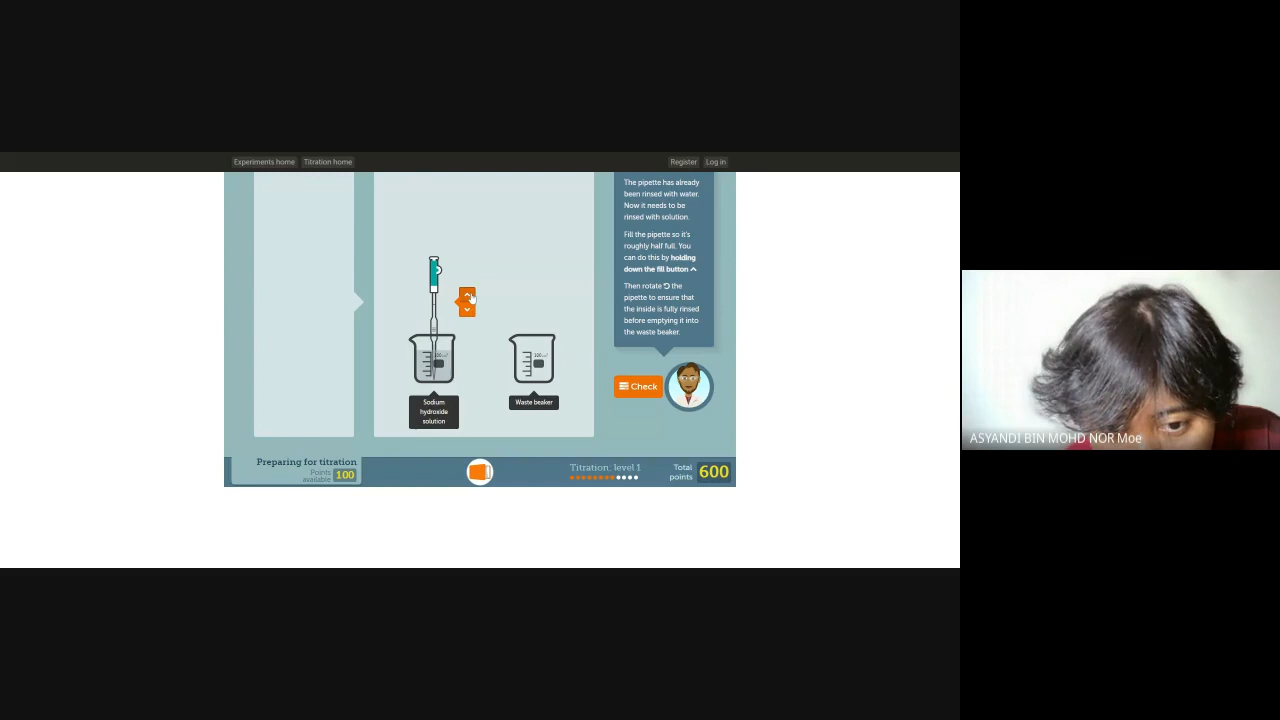 Experiments home
Titration home
Register
Log in
The pipette has already
been rinsed with water.
Now it needs to be
rinsed with solution.
Fill the pipette so it's
roughly half full. You
can do this by holding
down the fill button
Then rotate the
pipette to ensure that
the inside is fully rinsed
before emptying it into
the waste beaker.
Check
Sodium
hydroxide
solution
Waste beaker
Preparing for titration
Points
available 100
Titration: level 1
Total
points 600
ASYANDI BIN MOHD NOR Moe